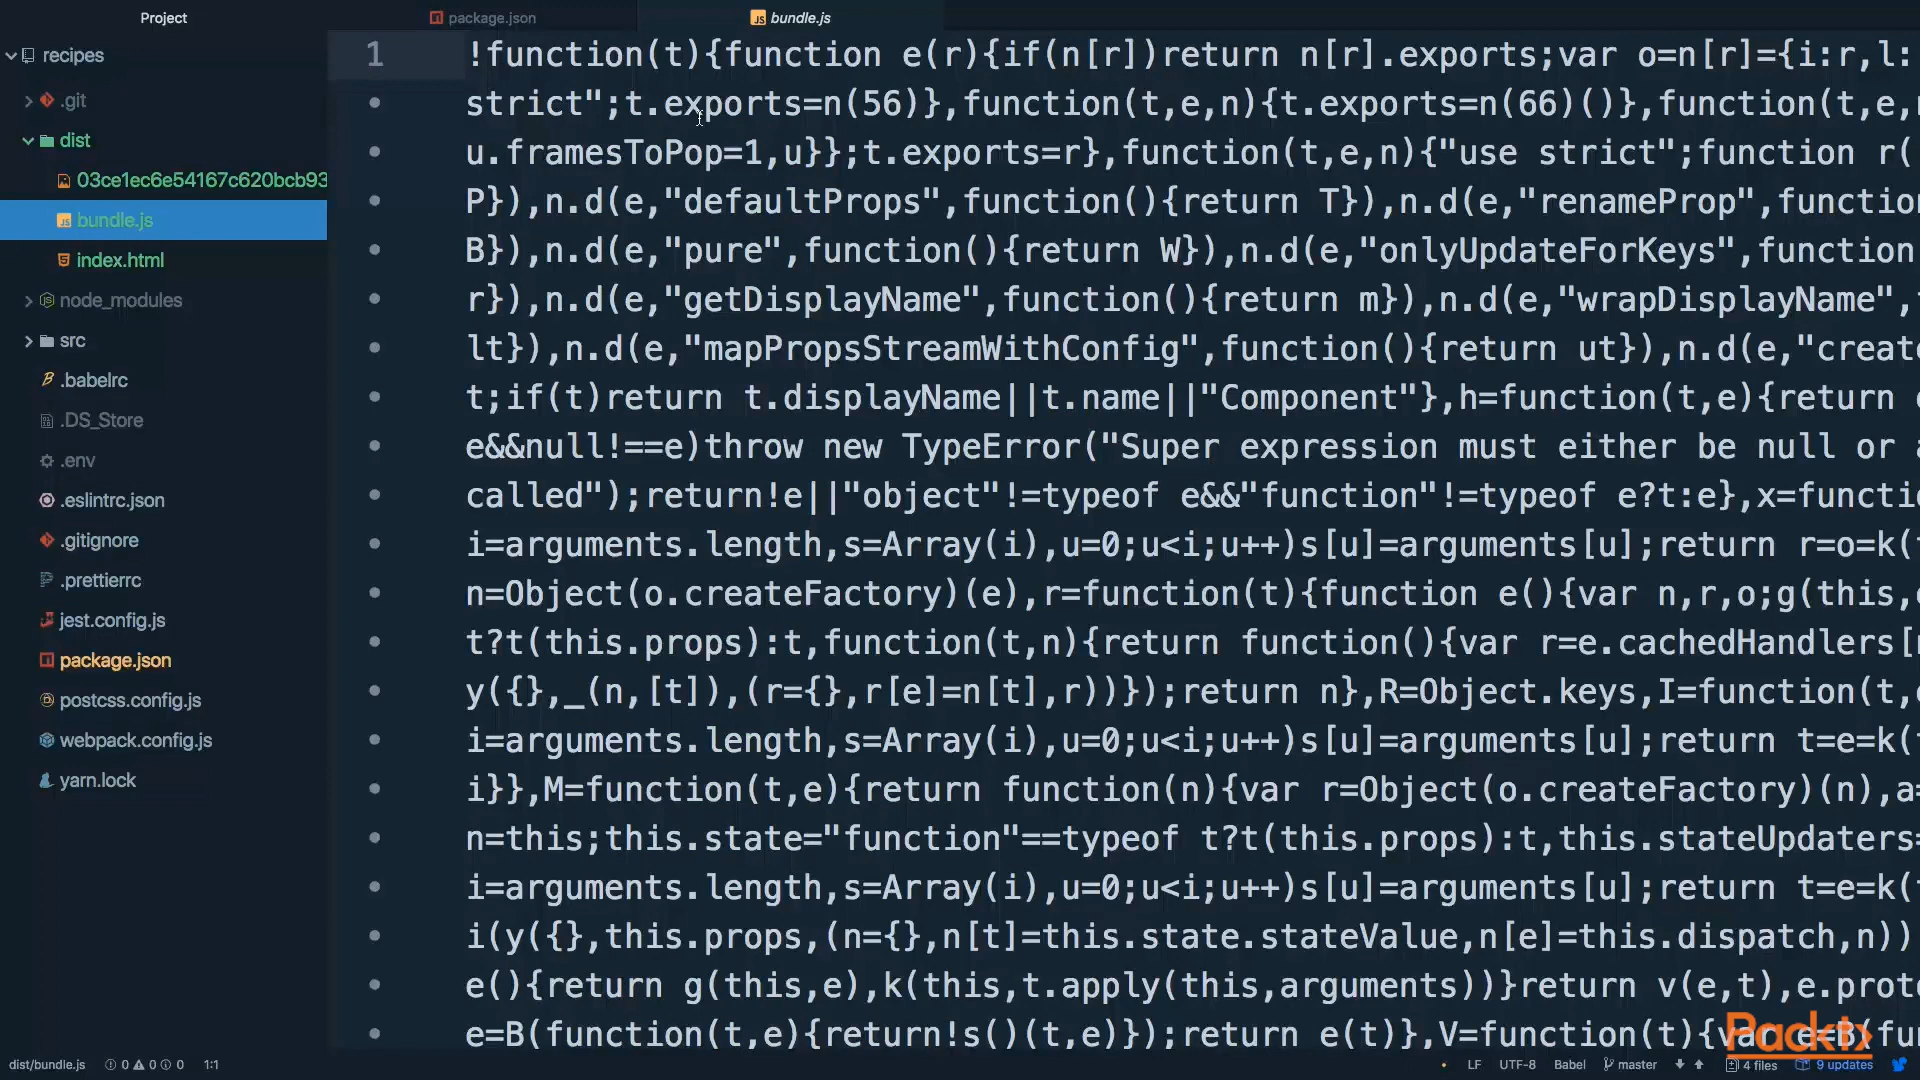 Project
package.json
bundle.js
recipes
.git
dist
03ce1ec6e54167c620bcb93
bundle.js
index.html
node_modules
src
.babelrc
.DS_Store
.env
.eslintrc.json
.gitignore
.prettierrc
jest.config.js
package.json
postcss.config.js
webpack.config.js
yarn.lock
1
!function(t){function e(r){if(n[r])return n[r].exports;var o=n[r]={i:r,l:
strict";t.exports=n(56)},function(t,e,n){t.exports=n(66)()},function(t,e,
u.framesToPop=1,u}};t.exports=r},function(t,e,n){"use strict";function r(
P}),n.d(e,"defaultProps",function(){return T}),n.d(e,"renameProp",functio
B}),n.d(e,"pure",function(){return W}),n.d(e,"onlyUpdateForKeys",function
r}),n.d(e,"getDisplayName",function(){return m}),n.d(e,"wrapDisplayName",
lt}),n.d(e,"mapPropsStreamWithConfig",function(){return ut}),n.d(e,"create
t;if(t)return t.displayName||t.name||"Component"},h=function(t,e){return
e&&null!==e)throw new TypeError("Super expression must either be null or a
called");return!e||"object"!=typeof e&&"function"!=typeof e?t:e},x=functi
i=arguments.length,s=Array(i),u=0;u<i;u++)s[u]=arguments[u];return r=o=k(
n=Object(o.createFactory)(e),r=function(t){function e(){var n,r,o;g(this,
t?t(this.props):t,function(t,n){return function(){var r=e.cachedHandlers[
y({},_(n,[t]),(r={},r[e]=n[t],r))});return n},R=Object.keys,I=function(t,
i=arguments.length,s=Array(i),u=0;u<i;u++)s[u]=arguments[u];return t=e=k(
i}},M=function(t,e){return function(n){var r=Object(o.createFactory)(n),a=
n=this;this.state="function"==typeof t?t(this.props):t,this.stateUpdaters=
i=arguments.length,s=Array(i),u=0;u<i;u++)s[u]=arguments[u];return t=e=k(
i(y({},this.props,(n={},n[t]=this.state.stateValue,n[e]=this.dispatch,n))
e(){return g(this,e),k(this,t.apply(this,arguments))}return v(e,t),e.prot
e=B(function(t,e){return!s()(t,e)});return e(t)},V=function(t){var e=B(fu
Packt>
dist/bundle.js 0 0 0 1:1 LF UTF-8 Babel master 4 files 9 updates